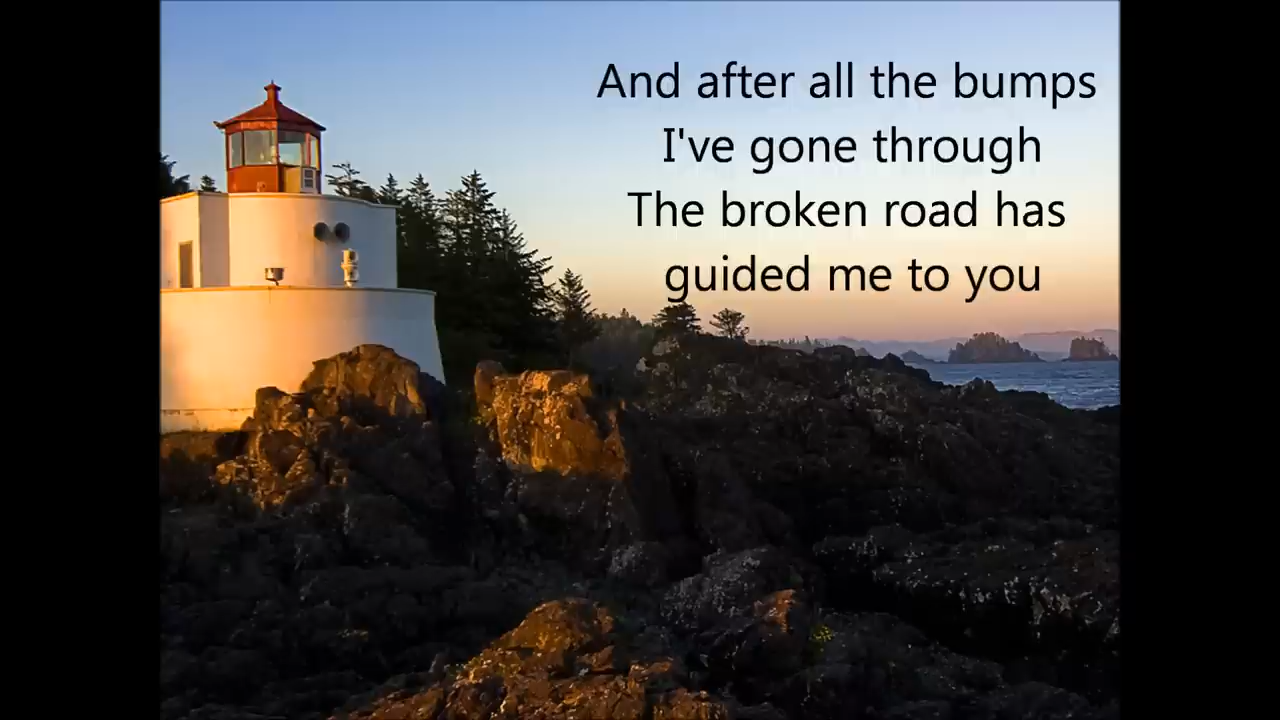 And after all the bumps
I've gone through
The broken road has
guided me to you